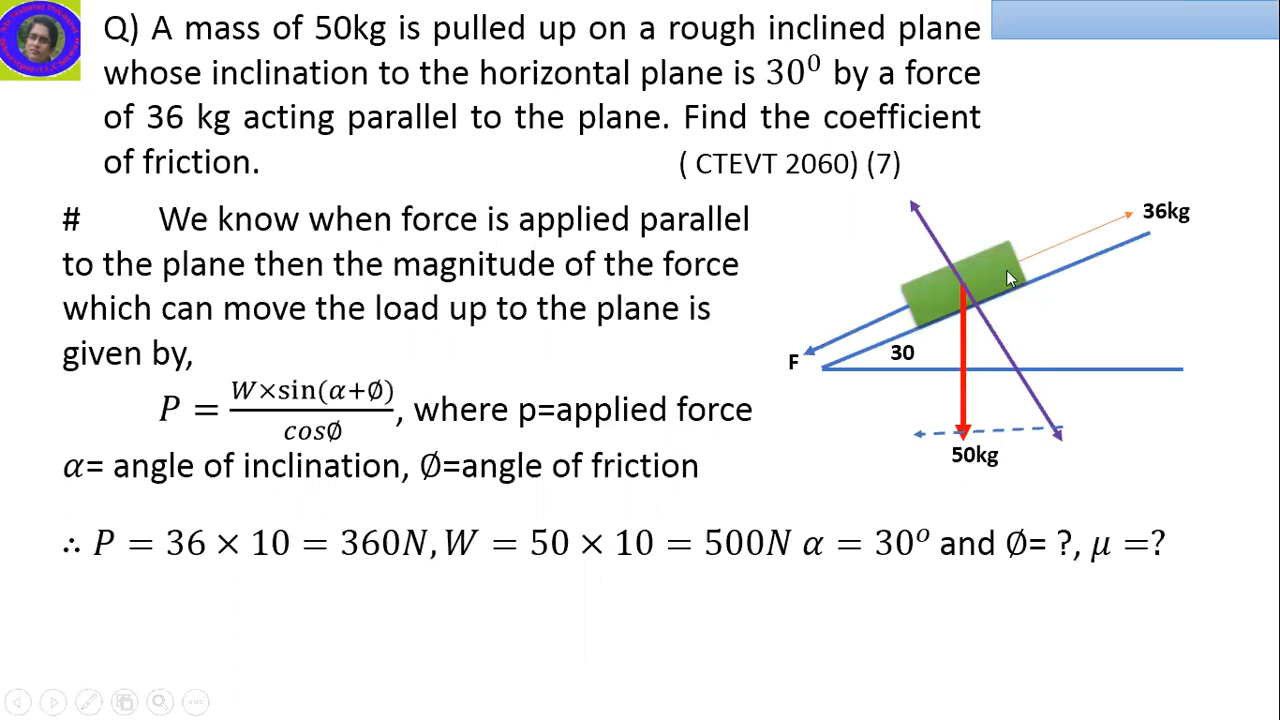 Q) A mass of 50kg is pulled up on a rough inclined plane
whose inclination to the horizontal plane is 30⁰ by a force
of 36 kg acting parallel to the plane. Find the coefficient
of friction. ( CTEVT 2060) (7)
# We know when force is applied parallel
to the plane then the magnitude of the force
which can move the load up to the plane is
given by,
P = W×sin(α+∅)/cos∅, where p=applied force
α= angle of inclination, ∅=angle of friction
36kg
30
F
50kg
∴ P = 36 × 10 = 360N, W = 50 × 10 = 500N α = 30ᵒ and ∅= ?, μ =?